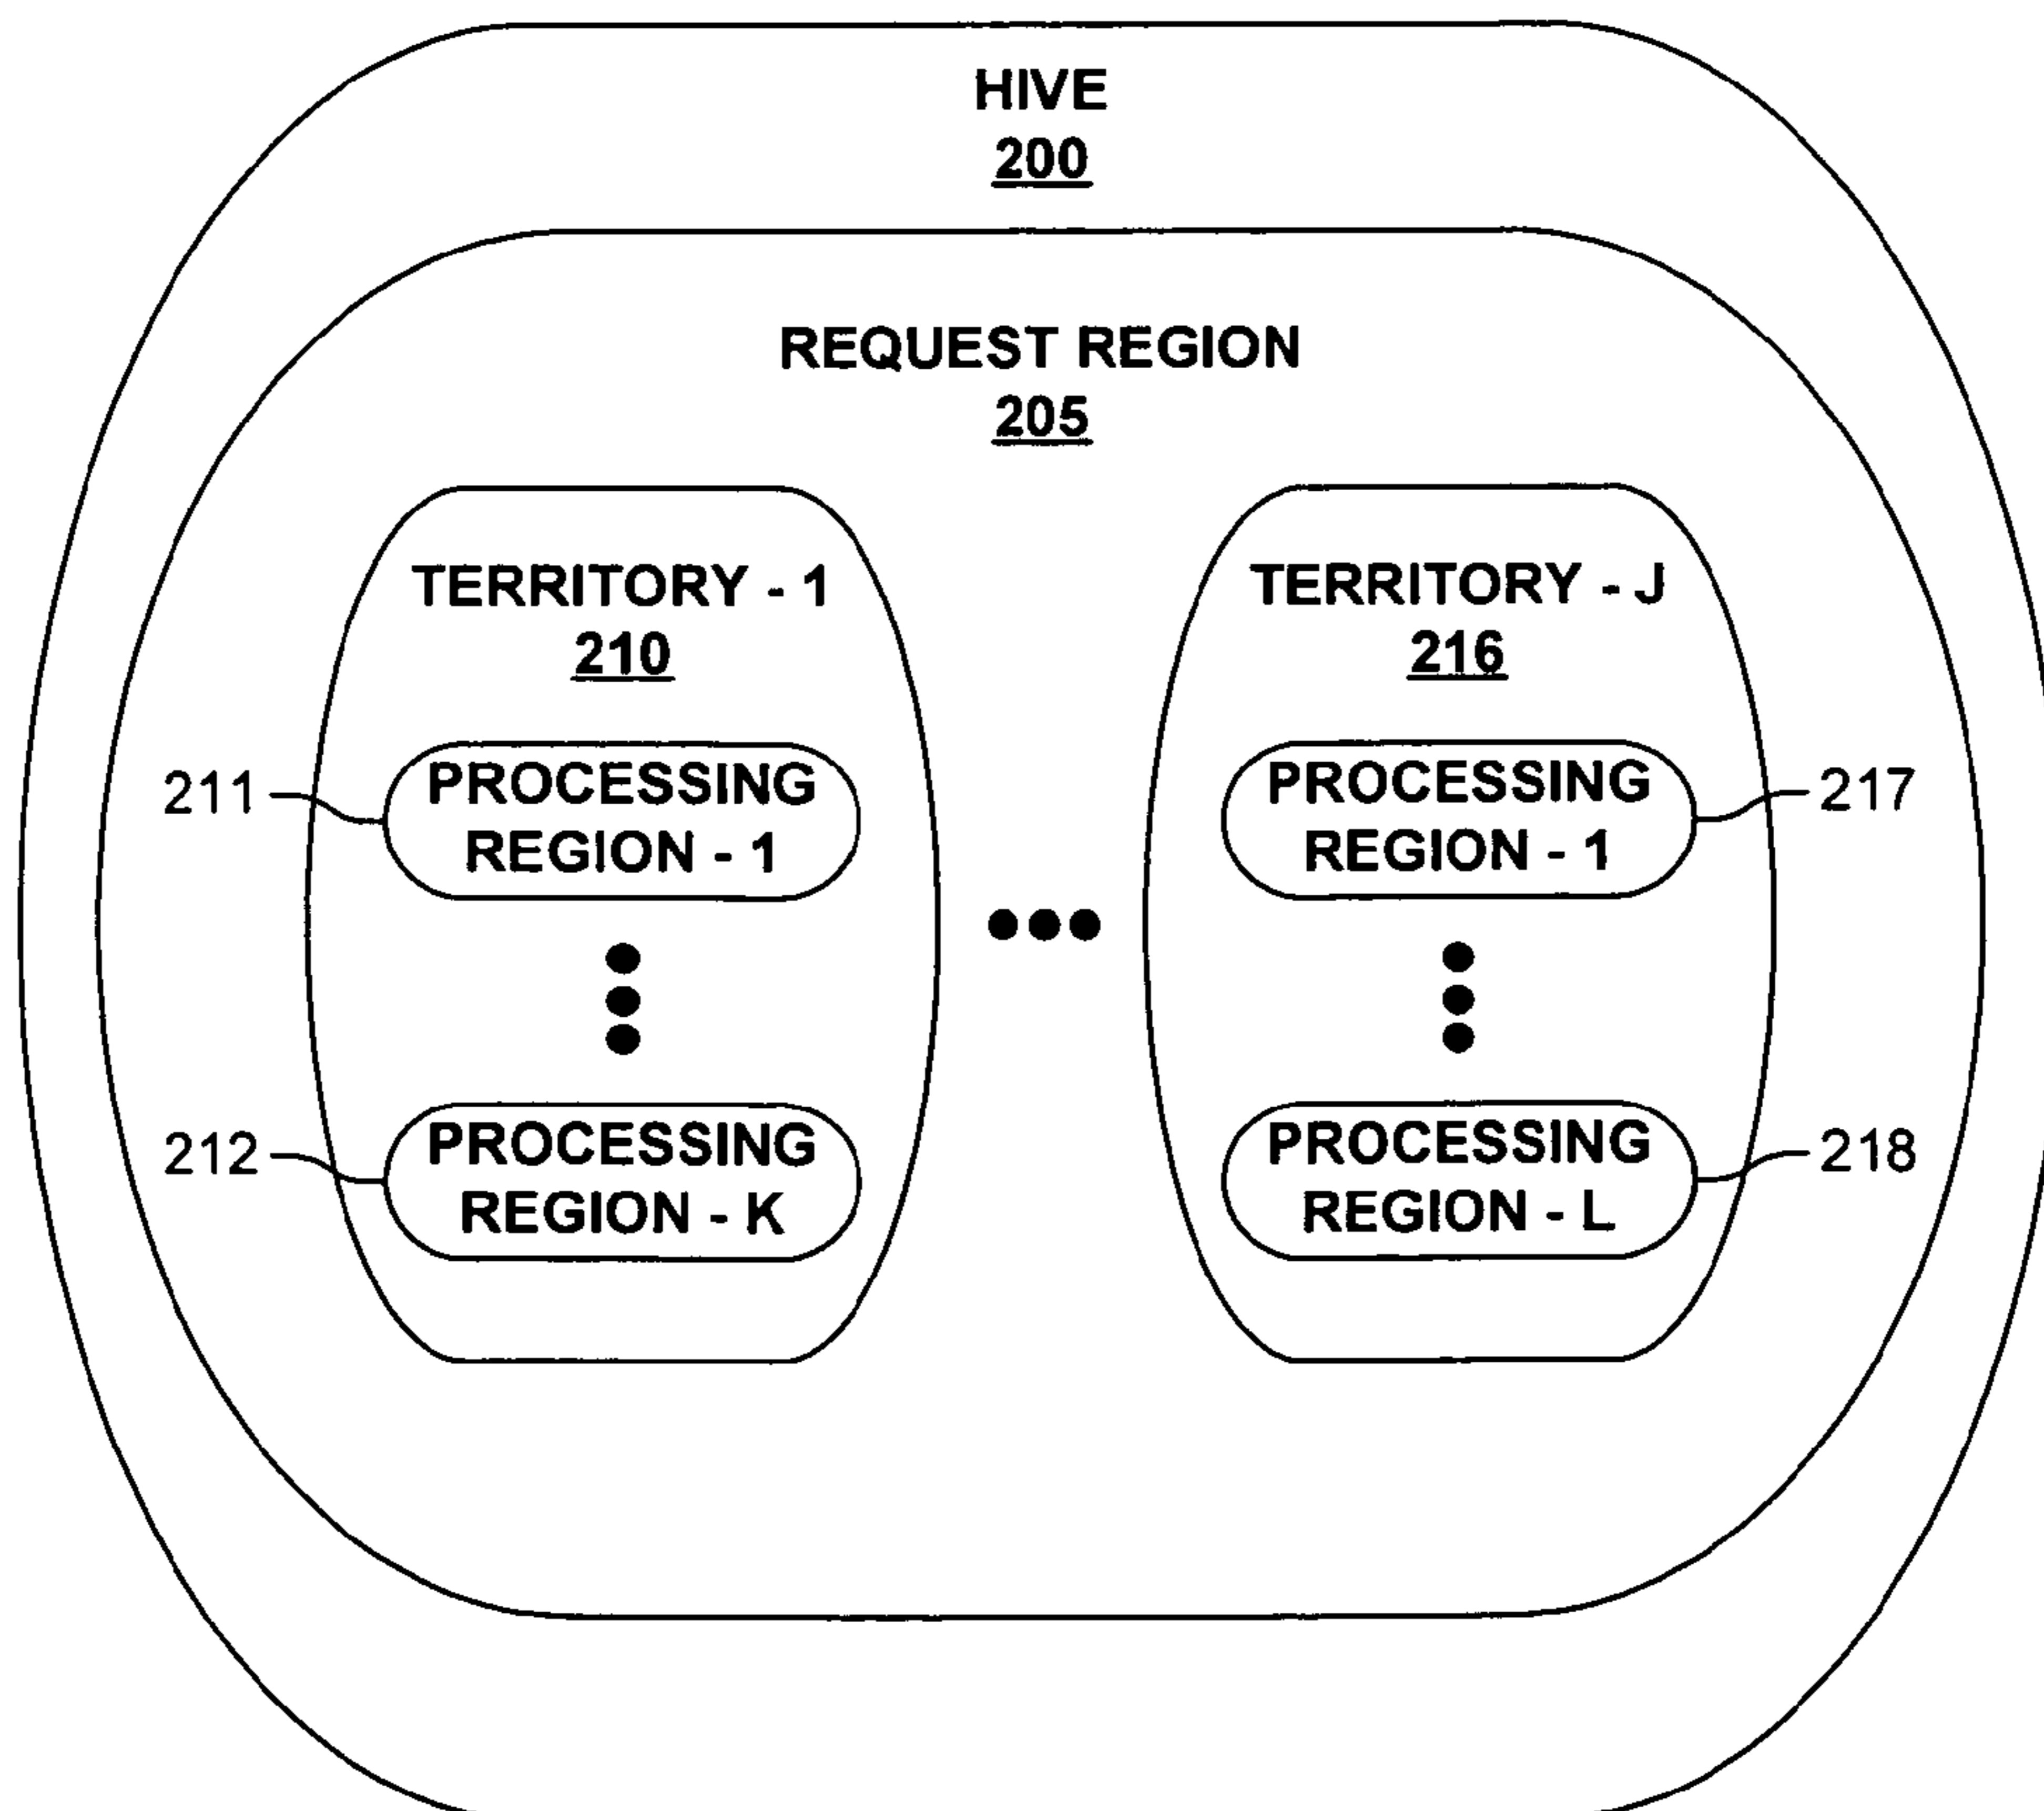 HIVE
200
REQUEST REGION
205
TERRITORY - 1
210
TERRITORY - J
216
211
PROCESSING
REGION - 1
PROCESSING
REGION - 1
217
212
PROCESSING
REGION - K
PROCESSING
REGION - L
218